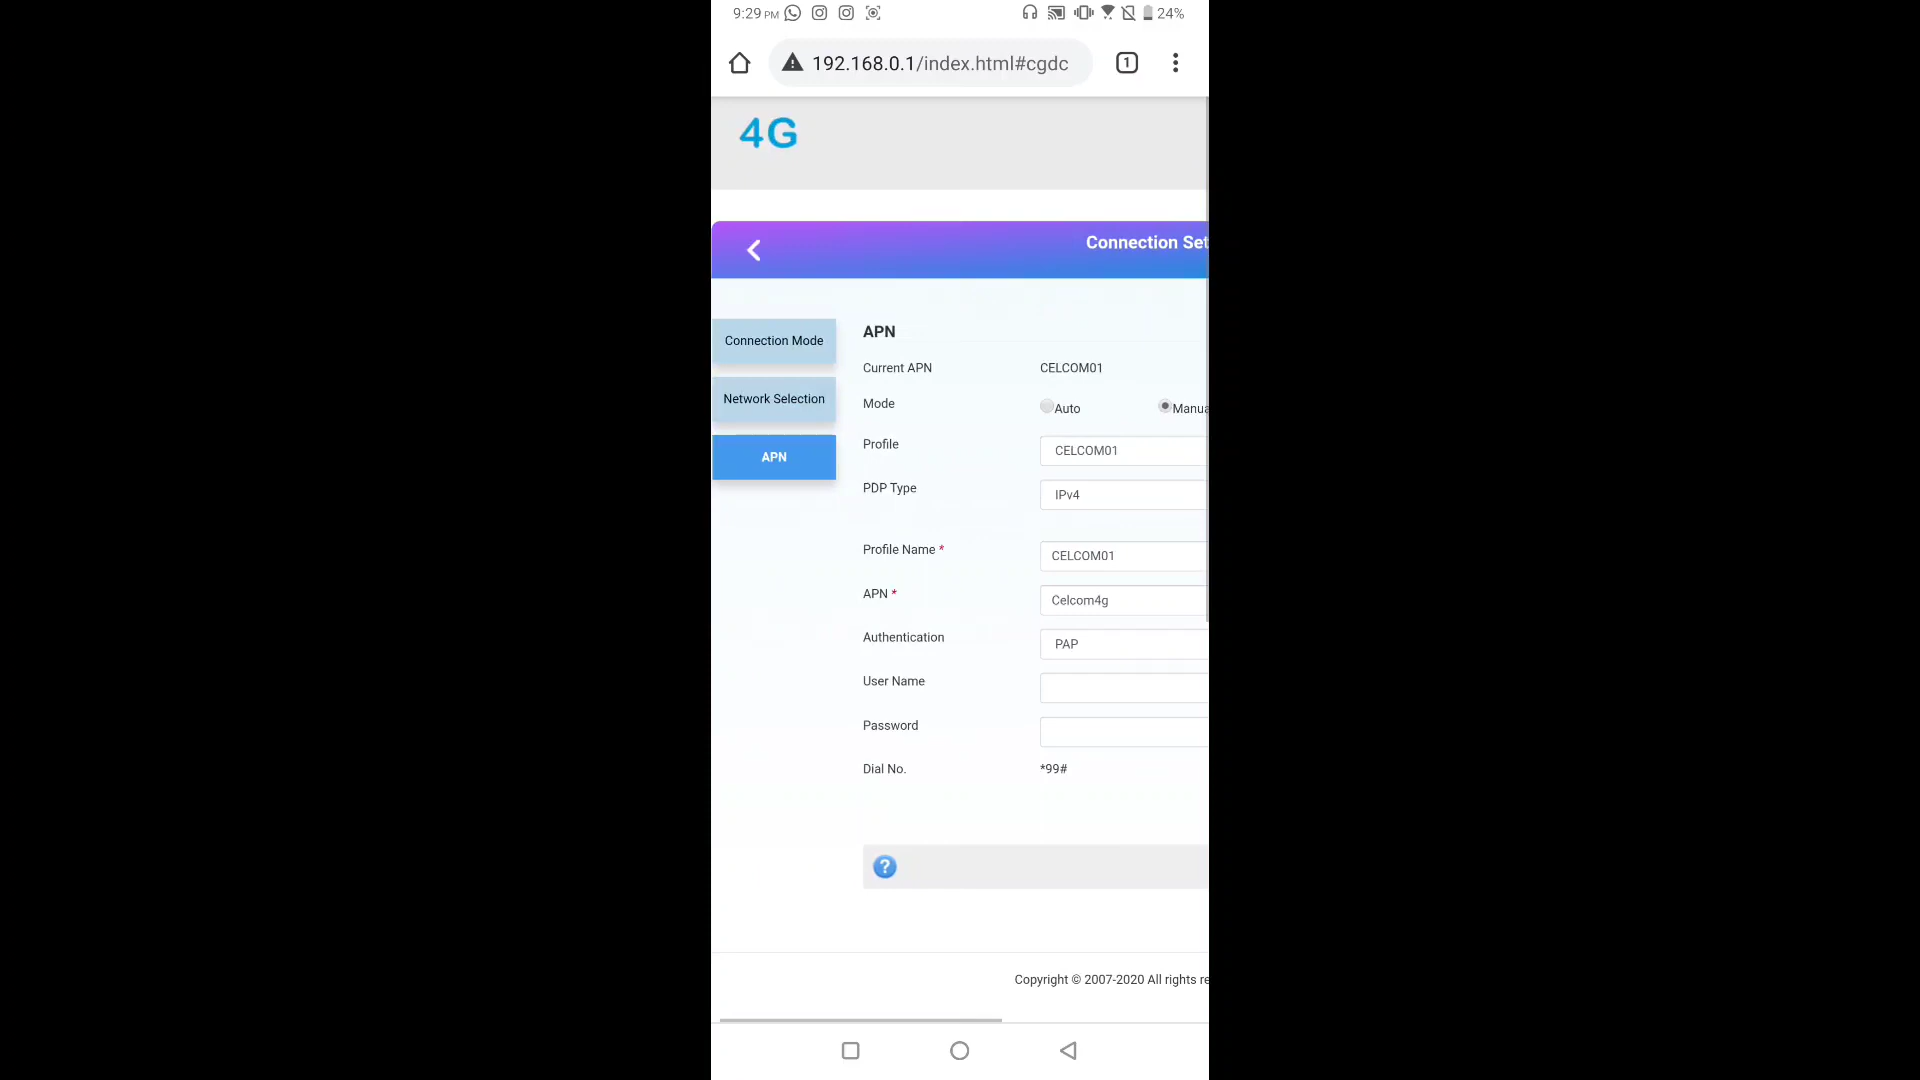 9:29 PM 24%
192.168.0.1/index.html#cgdc 1
4G
Connection Set
Connection Mode
Network Selection
APN
APN
Current APN CELCOM01
Mode Auto Manua
Profile CELCOM01
PDP Type IPv4
Profile Name * CELCOM01
APN * Celcom4g
Authentication PAP
User Name
Password
Dial No. *99#
?
Copyright © 2007-2020 All rights re